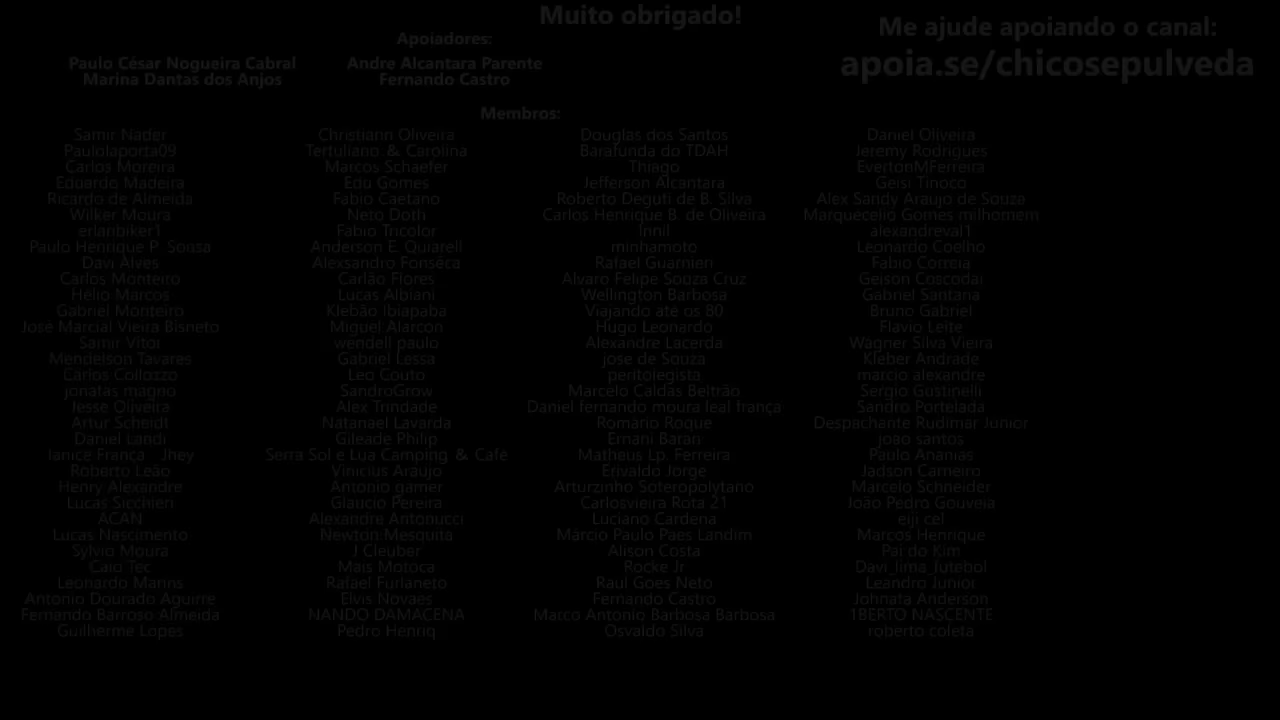 Muito obrigado!
Me ajude apoiando o canal:
apoia.se/chicosepulveda
Apoiadores:
Paulo César Nogueira Cabral
Marina Dantas dos Anjos
Andre Alcantara Parente
Fernando Castro
Membros:
Samir Nader
Paulolaporta09
Carlos Moreira
Eduardo Madeira
Ricardo de Almeida
Wilker Moura
erlanbiker1
Paulo Henrique P. Sousa
Davi Alves
Carlos Monteiro
Hélio Marcos
Gabriel Monteiro
José Marcial Vieira Bisneto
Samir Vitor
Mendelson Tavares
Carlos Collazzo
jonatas magno
Jesse Oliveira
Artur Scheidt
Daniel Landi
Janice França _ Jhey
Roberto Leão
Henry Alexandre
Lucas Sicchieri
ACAN
Lucas Nascimento
Sylvio Moura
Caio Tec
Leonardo Marins
Antonio Dourado Aguirre
Fernando Barroso Almeida
Guilherme Lopes
Christiann Oliveira
Tertuliano & Carolina
Marcos Schaefer
Edu Gomes
Fabio Caetano
Neto Doth
Fábio Tricolor
Anderson E. Quiarell
Alexsandro Fonsêca
Carlão Flores
Lucas Albiani
Klebão Ibiapaba
Miguel Alarcon
wendell paulo
Gabriel Lessa
Leo Couto
SandroGrow
Alex Trindade
Natanael Lavarda
Gileade Philip
Serra Sol e Lua Camping & Café
Vinicius Araujo
Antonio gamer
Glaucio Pereira
Alexandre Antonucci
Newton Mesquita
J Cleuber
Mais Motoca
Rafael Furlaneto
Elvis Novaes
NANDO DAMACENA
Pedro Henriq
Douglas dos Santos
Barafunda do TDAH
Thiago
Jefferson Alcantara
Roberto Deguti de B. Silva
Carlos Henrique B. de Oliveira
Innil
minhamoto
Rafael Guarnieri
Alvaro Felipe Souza Cruz
Wellington Barbosa
Viajando até os 80
Hugo Leonardo
Alexandre Lacerda
jose de Souza
peritolegista
Marcelo Caldas Beltrão
Daniel fernando moura leal frança
Romario Roque
Ernani Baran
Matheus Lp. Ferreira
Erivaldo Jorge
Arturzinho Soteropolytano
Carlosvieira Rota 21
Luciano Cardena
Márcio Paulo Paes Landim
Alison Costa
Rocke Jr
Raul Goes Neto
Fernando Castro
Marco Antonio Barbosa Barbosa
Osvaldo Silva
Daniel Oliveira
Jeremy Rodrigues
EvertonMFerreira
Geisi Tinoco
Alex Sandy Araujo de Souza
Marquecelio Gomes milhomem
alexandreval1
Leonardo Coelho
Fabio Correia
Geison Coscodai
Gabriel Santana
Bruno Gabriel
Flavio Leite
Wagner Silva Vieira
Kleber Andrade
marcio alexandre
Sergio Gustinelli
Sandro Portelada
Despachante Rudimar Junior
joao santos
Paulo Ananias
Jadson Carneiro
Marcelo Schneider
João Pedro Gouveia
eiji cel
Marcos Henrique
Pai do Kim
Davi_lima_futebol
Leandro Junior
Johnata Anderson
1BERTO NASCENTE
roberto coleta